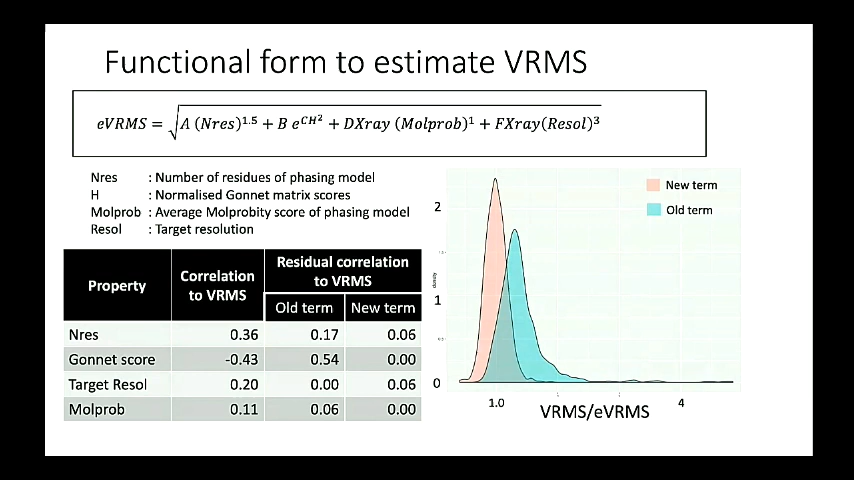 Functional form to estimate VRMS
eVRMS = √A (Nres)^1.5 + B e^CH² + DXray (Molprob)^1 + FXray(Resol)^3
Nres : Number of residues of phasing model
H : Normalised Gonnet matrix scores
Molprob : Average Molprobity score of phasing model
Resol : Target resolution
Property Correlation to VRMS Residual correlation to VRMS
Old term New term
Nres 0.36 0.17 0.06
Gonnet score -0.43 0.54 0.00
Target Resol 0.20 0.00 0.06
Molprob 0.11 0.06 0.00
New term
Old term
2
1
0
density
1.0 4
VRMS/eVRMS